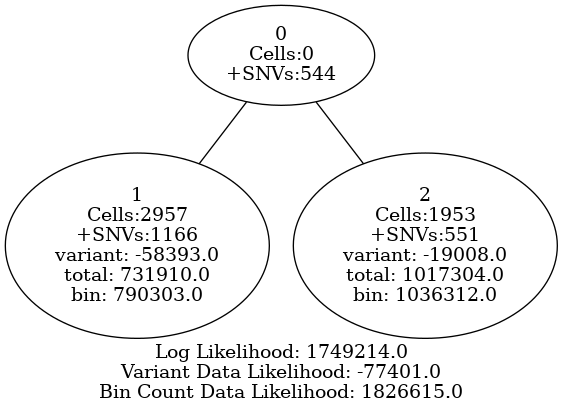 0
Cells:0
+SNVs:544
1
Cells:2957
+SNVs:1166
variant: -58393.0
total: 731910.0
bin: 790303.0
2
Cells:1953
+SNVs:551
variant: -19008.0
total: 1017304.0
bin: 1036312.0
Log Likelihood: 1749214.0
Variant Data Likelihood: -77401.0
Bin Count Data Likelihood: 1826615.0